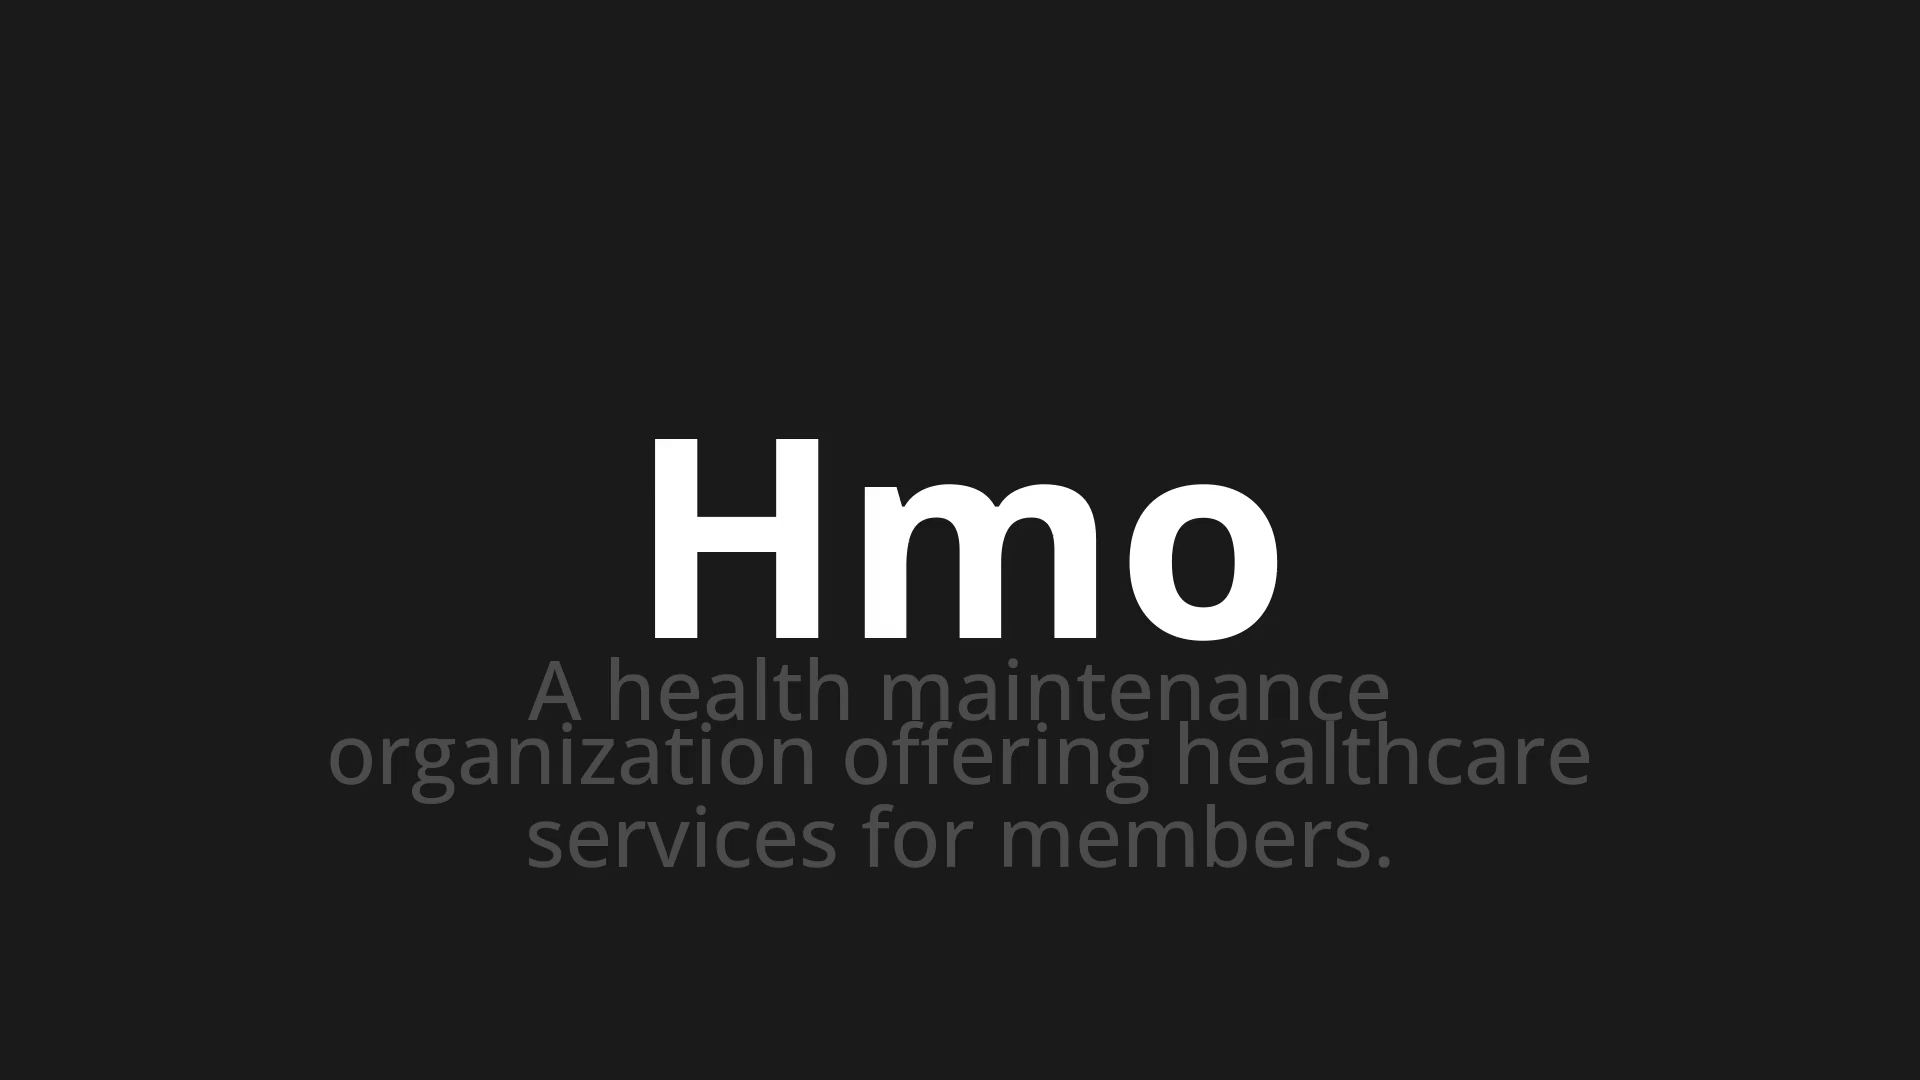 Hmo
A health maintenance
organization offering healthcare
services for members.